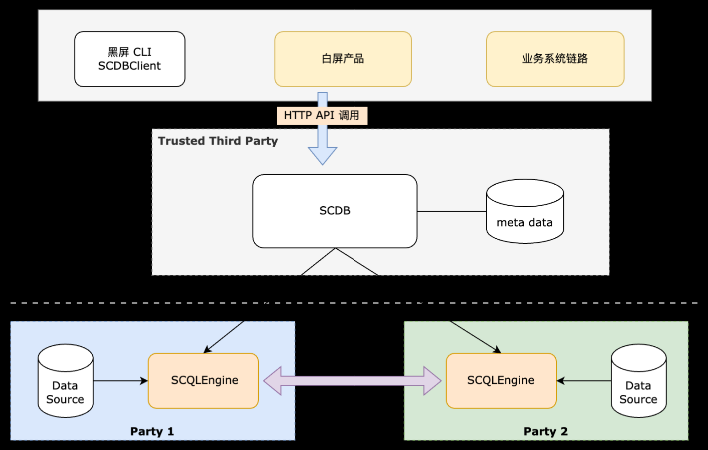 黑屏 CLI
SCDBClient
白屏产品
业务系统链路
HTTP API 调用
Trusted Third Party
SCDB
meta data
Data
Source
SCQLEngine
SCQLEngine
Data
Source
Party 1
Party 2